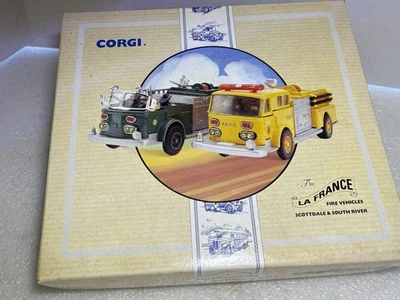 CORGI
The
LA FRANCE
FIRE VEHICLES
SCOTTDALE & SOUTH RIVER